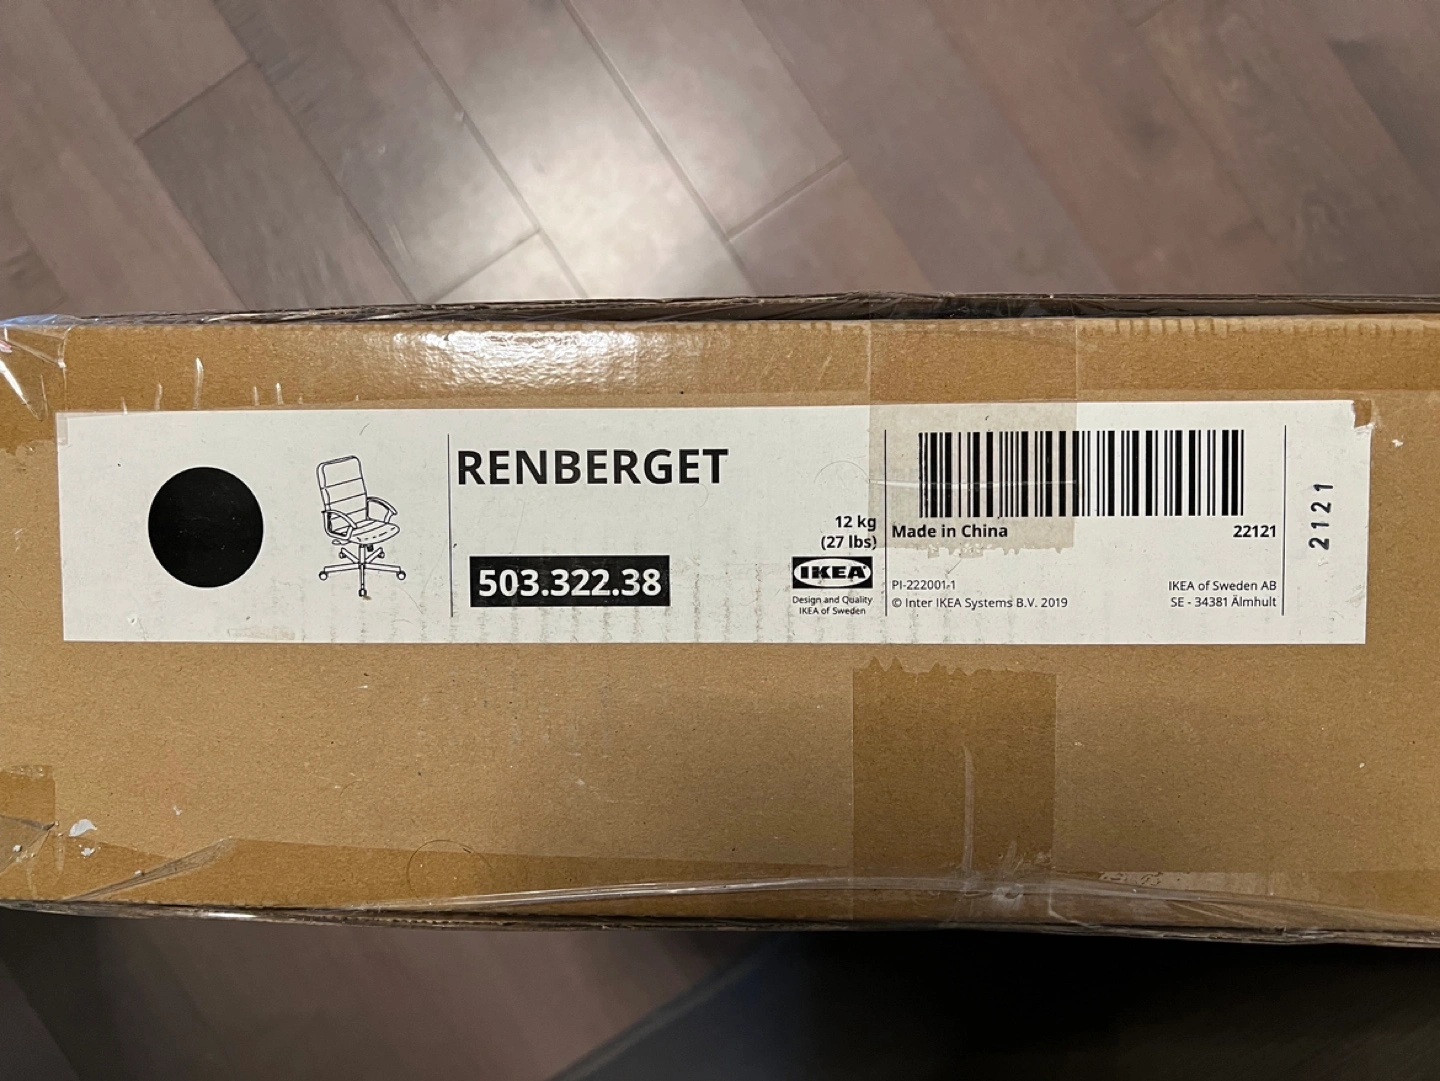 RENBERGET
12 kg
(27 lbs)
503.322.38
IKEA
Design and Quality
IKEA of Sweden
Made in China
22121
PI-222001-1
© Inter IKEA Systems B.V. 2019
IKEA of Sweden AB
SE - 34381 Älmhult
2121